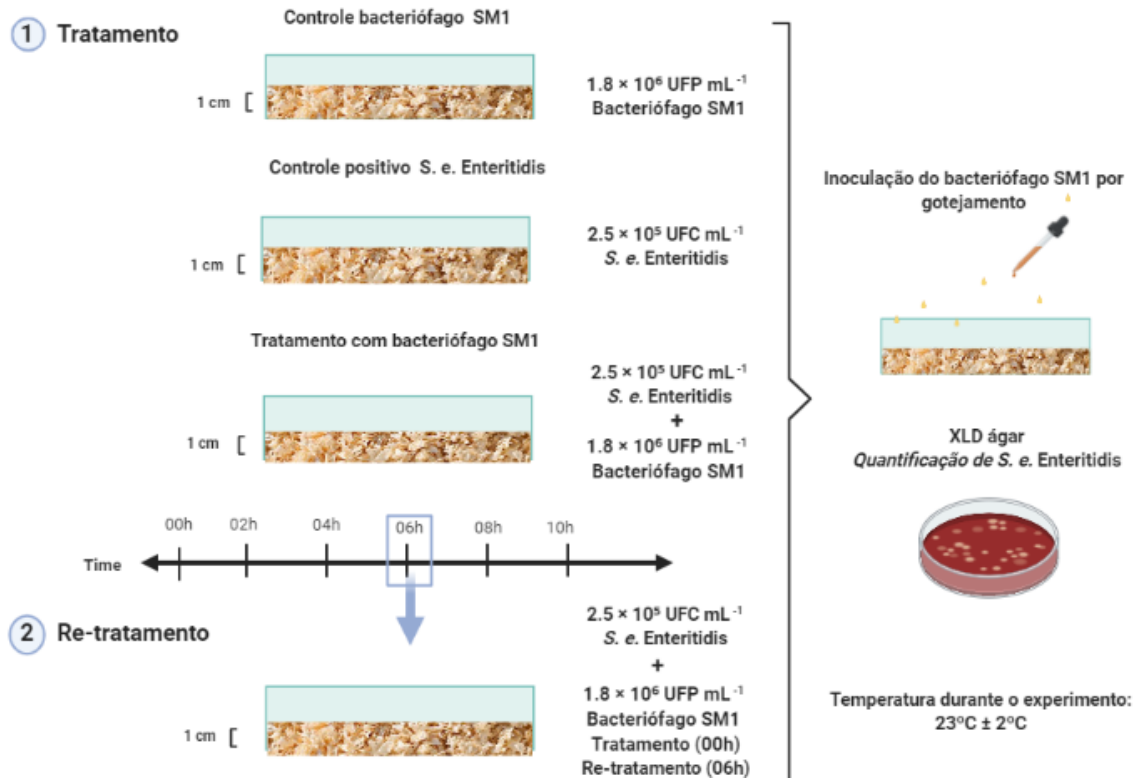 1 Tratamento
Controle bacteriófago SM1
1 cm
1.8 × 10⁶ UFP mL⁻¹
Bacteriófago SM1
Controle positivo S. e. Enteritidis
1 cm
2.5 × 10⁵ UFC mL⁻¹
S. e. Enteritidis
Tratamento com bacteriófago SM1
1 cm
2.5 × 10⁵ UFC mL⁻¹
S. e. Enteritidis
+
1.8 × 10⁶ UFP mL⁻¹
Bacteriófago SM1
00h 02h 04h 06h 08h 10h
Time
2 Re-tratamento
1 cm
2.5 × 10⁵ UFC mL⁻¹
S. e. Enteritidis
+
1.8 × 10⁶ UFP mL⁻¹
Bacteriófago SM1
Tratamento (00h)
Re-tratamento (06h)
Inoculação do bacteriófago SM1 por
gotejamento
XLD ágar
Quantificação de S. e. Enteritidis
Temperatura durante o experimento:
23ºC ± 2ºC